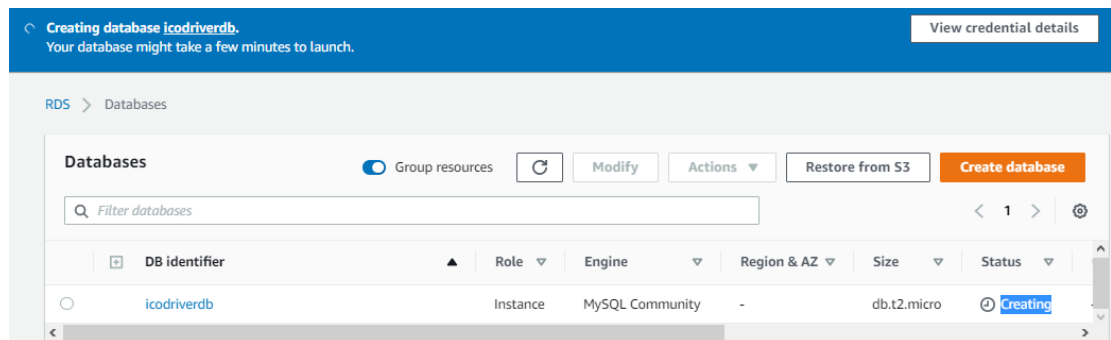 Creating database icodriverdb.
Your database might take a few minutes to launch.
View credential details
RDS > Databases
Databases
Group resources
Modify
Actions
Restore from S3
Create database
Filter databases
< 1 >
DB identifier Role Engine Region & AZ Size Status
icodriverdb Instance MySQL Community - db.t2.micro Creating